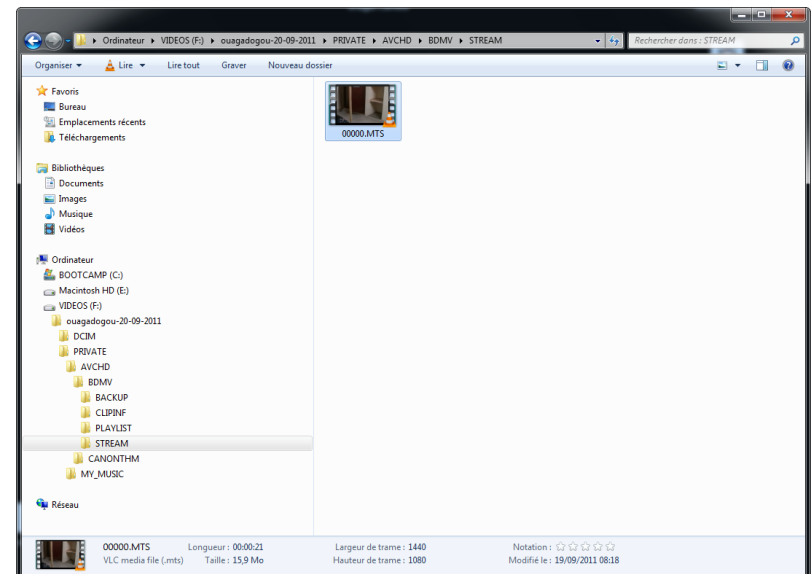 Ordinateur VIDEOS (F:) ouagadogou-20-09-2011 PRIVATE AVCHD BDMV STREAM
Rechercher dans : STREAM
Organiser Lire Lire tout Graver Nouveau dossier
Favoris
Bureau
Emplacements récents
Téléchargements
Bibliothèques
Documents
Images
Musique
Vidéos
Ordinateur
BOOTCAMP (C:)
Macintosh HD (E:)
VIDEOS (F:)
ouagadogou-20-09-2011
DCIM
PRIVATE
AVCHD
BDMV
BACKUP
CLIPINF
PLAYLIST
STREAM
CANONTHM
MY_MUSIC
Réseau
00000.MTS
00000.MTS Longueur : 00:00:21 Largeur de trame : 1440 Notation :
VLC media file (.mts) Taille : 15,9 Mo Hauteur de trame : 1080 Modifié le : 19/09/2011 08:18